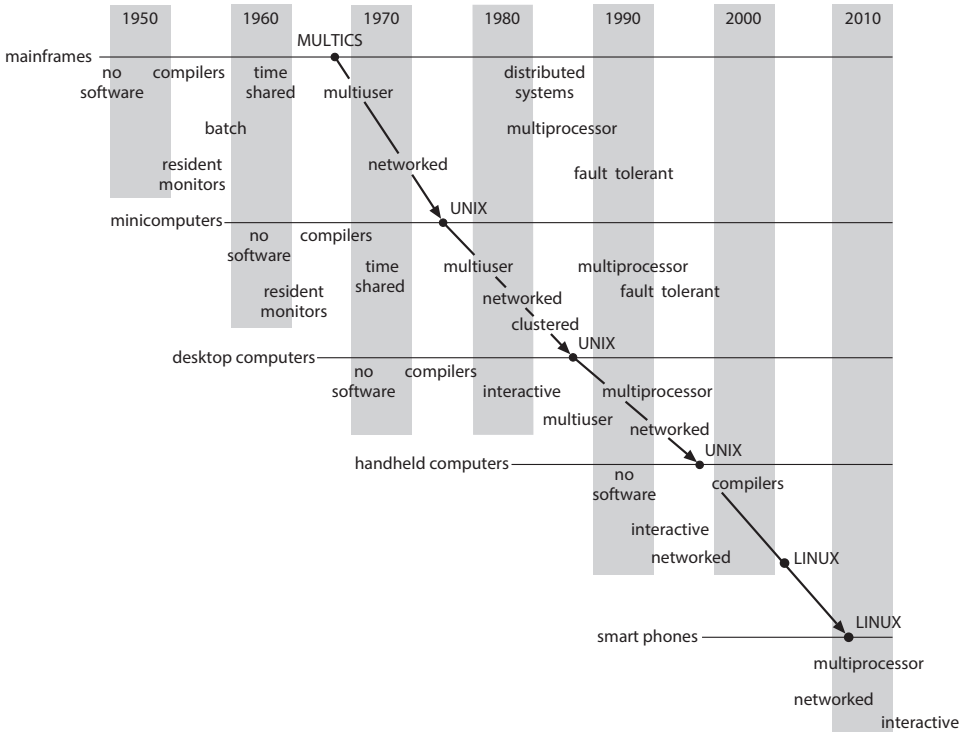 1950 1960 1970 1980 1990 2000 2010
MULTICS
mainframes
no compilers time distributed
software shared multiuser systems
batch multiprocessor
resident networked fault tolerant
monitors
UNIX
minicomputers
no compilers
software
time multiuser multiprocessor
shared
resident networked fault tolerant
monitors
clustered
UNIX
desktop computers
no compilers
software interactive multiprocessor
multiuser networked
UNIX
handheld computers
no compilers
software
interactive
networked LINUX
LINUX
smart phones
multiprocessor
networked
interactive